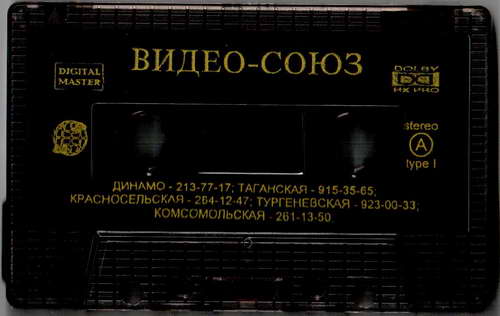 ВИДЕО-СОЮЗ
DIGITAL
MASTER
DOLBY
HX PRO
stereo
A
type I
ДИНАМО - 213-77-17; ТАГАНСКАЯ - 915-35-65;
КРАСНОСЕЛЬСКАЯ - 264-12-47; ТУРГЕНЕВСКАЯ - 923-00-33;
КОМСОМОЛЬСКАЯ - 261-13-50.